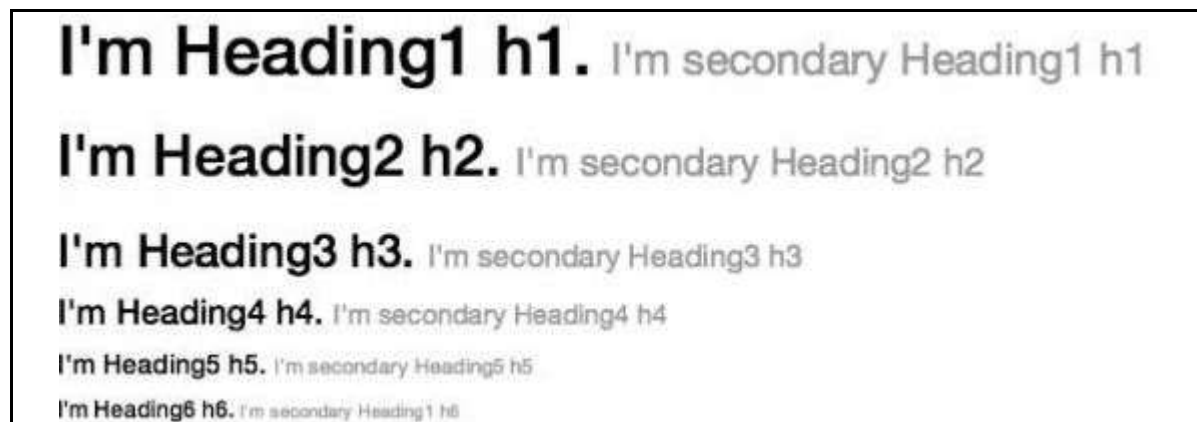 I'm Heading1 h1. I'm secondary Heading1 h1
I'm Heading2 h2. I'm secondary Heading2 h2
I'm Heading3 h3. I'm secondary Heading3 h3
I'm Heading4 h4. I'm secondary Heading4 h4
I'm Heading5 h5. I'm secondary Heading5 h5
I'm Heading6 h6. I'm secondary Heading1 h6